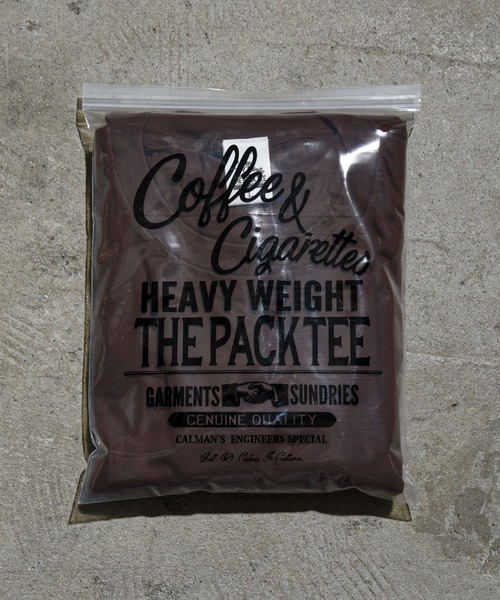 Coffee &
Cigarettes
HEAVY WEIGHT
THE PACK TEE
GARMENTS SUNDRIES
GENUINE QUALITY
CALMAN'S ENGINEERS SPECIAL